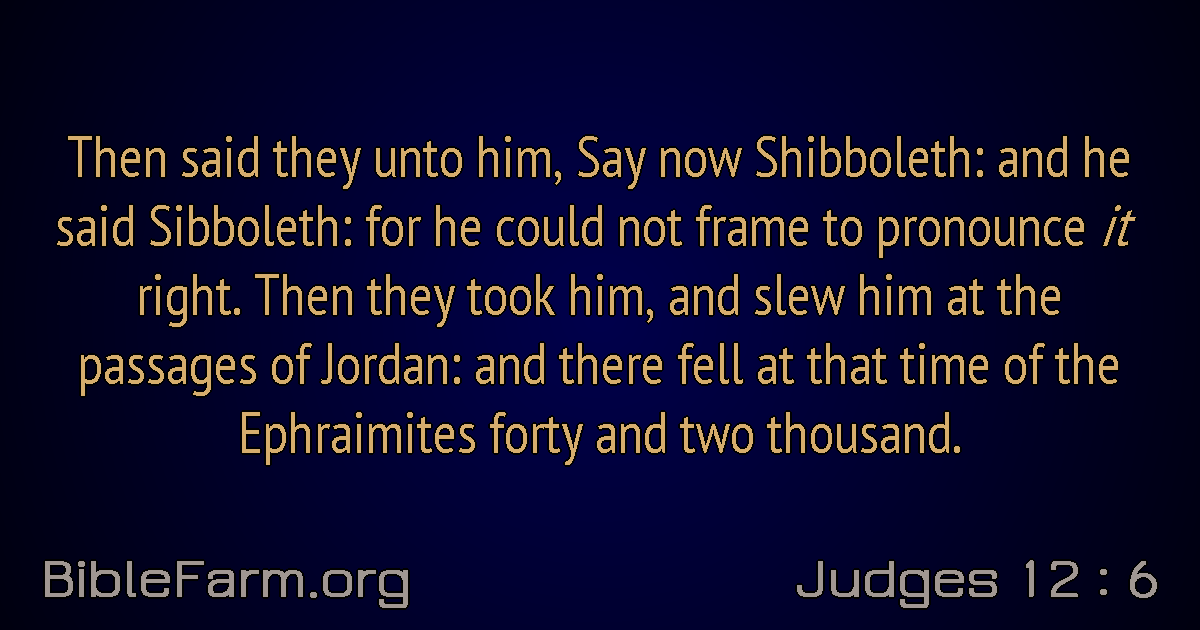 Then said they unto him, Say now Shibboleth: and he
said Sibboleth: for he could not frame to pronounce it
right. Then they took him, and slew him at the
passages of Jordan: and there fell at that time of the
Ephraimites forty and two thousand.
BibleFarm.org
Judges 12 : 6